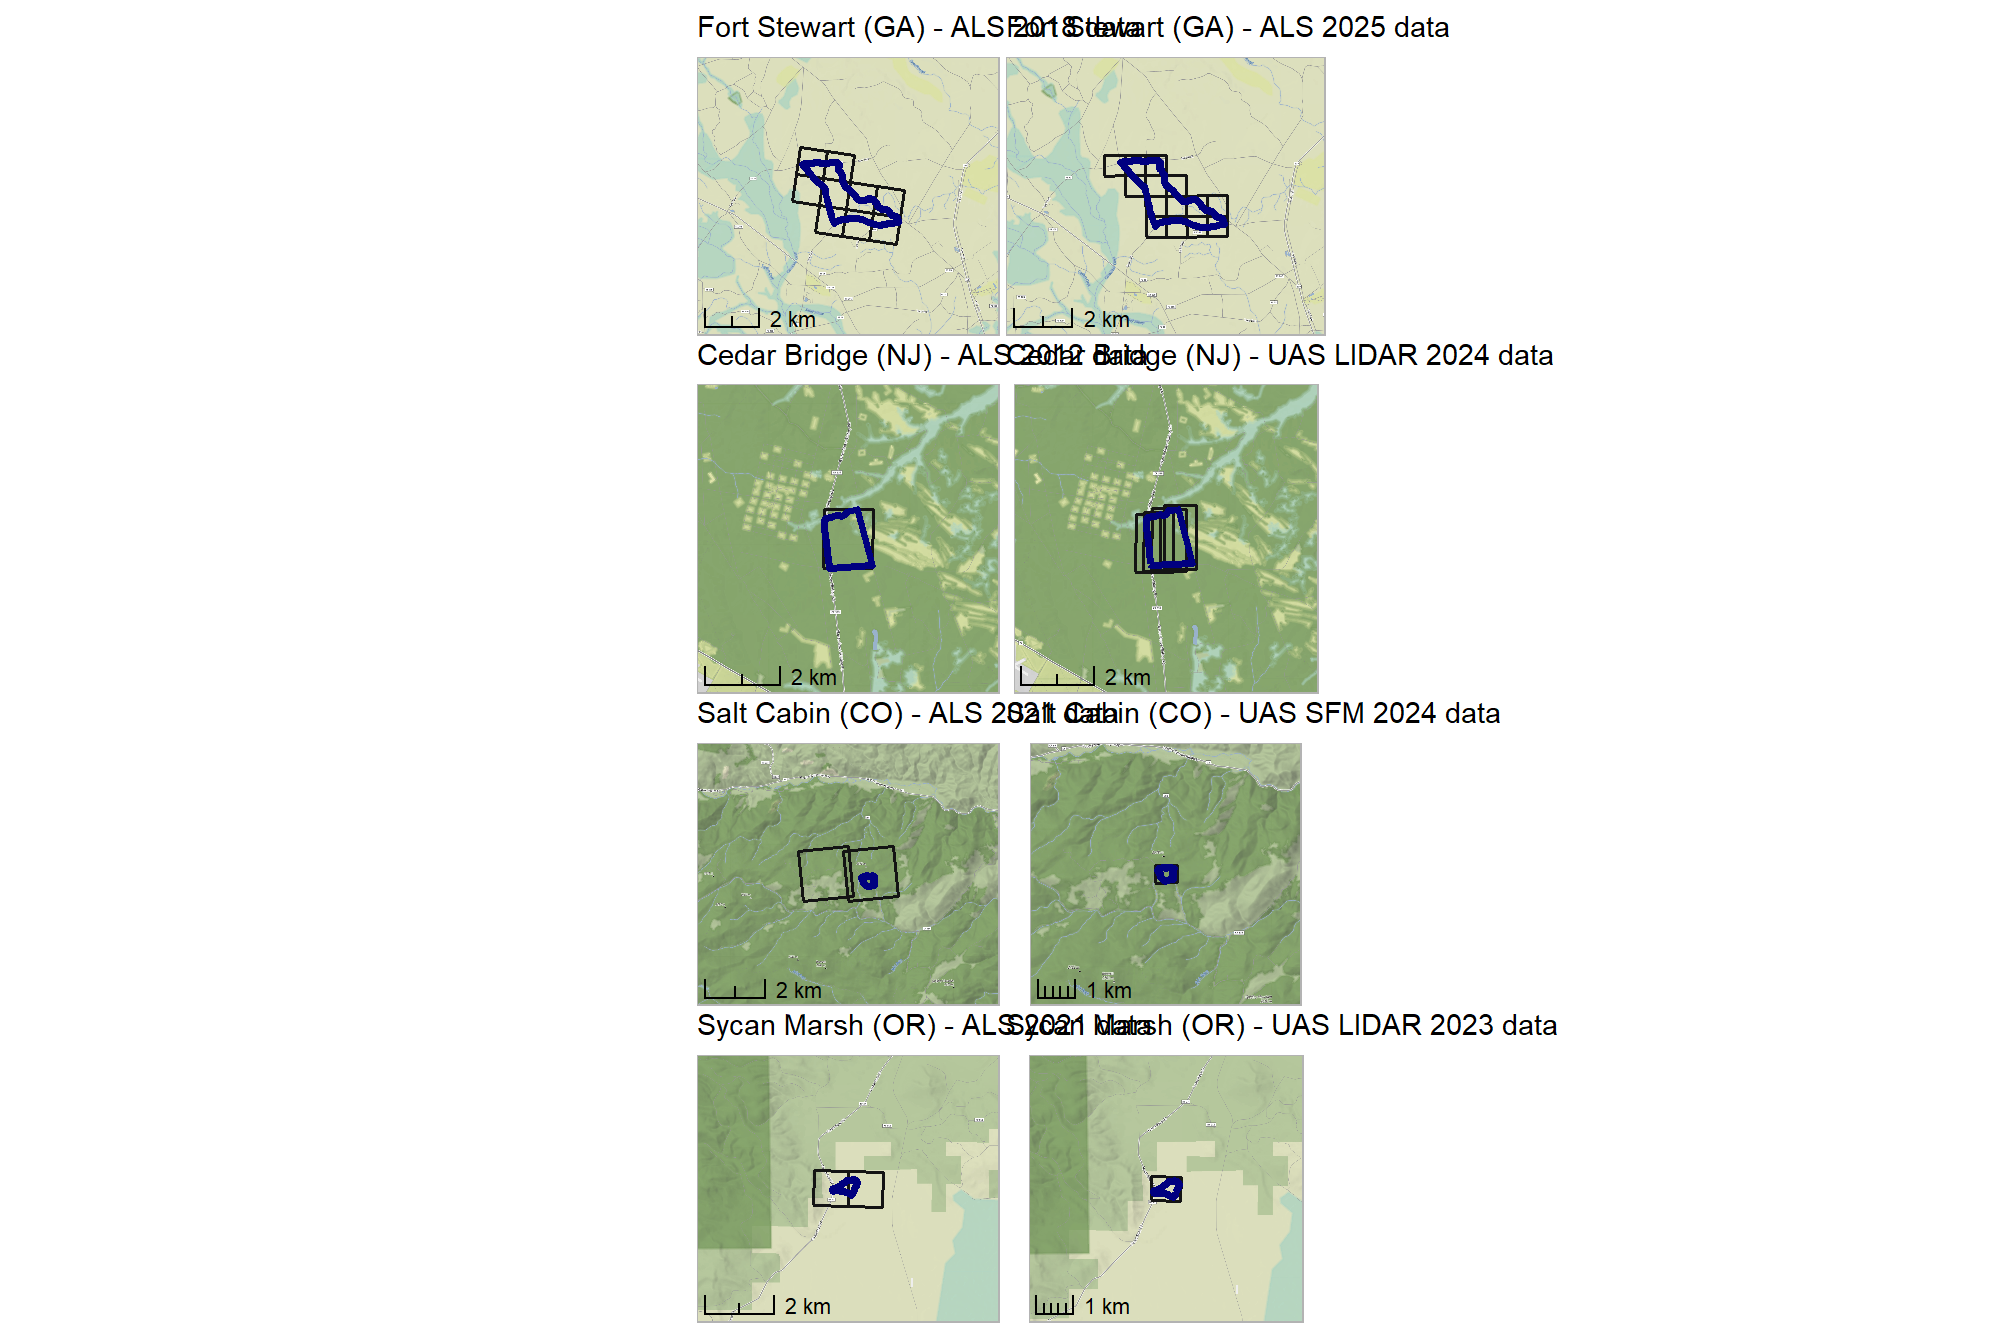 Fort Stewart (GA) - ALS 2018 data
Fort Stewart (GA) - ALS 2025 data
2 km
2 km
Cedar Bridge (NJ) - ALS 2012 data
Cedar Bridge (NJ) - UAS LIDAR 2024 data
2 km
2 km
Salt Cabin (CO) - ALS 2021 data
Salt Cabin (CO) - UAS SFM 2024 data
2 km
1 km
Sycan Marsh (OR) - ALS 2021 data
Sycan Marsh (OR) - UAS LIDAR 2023 data
2 km
1 km